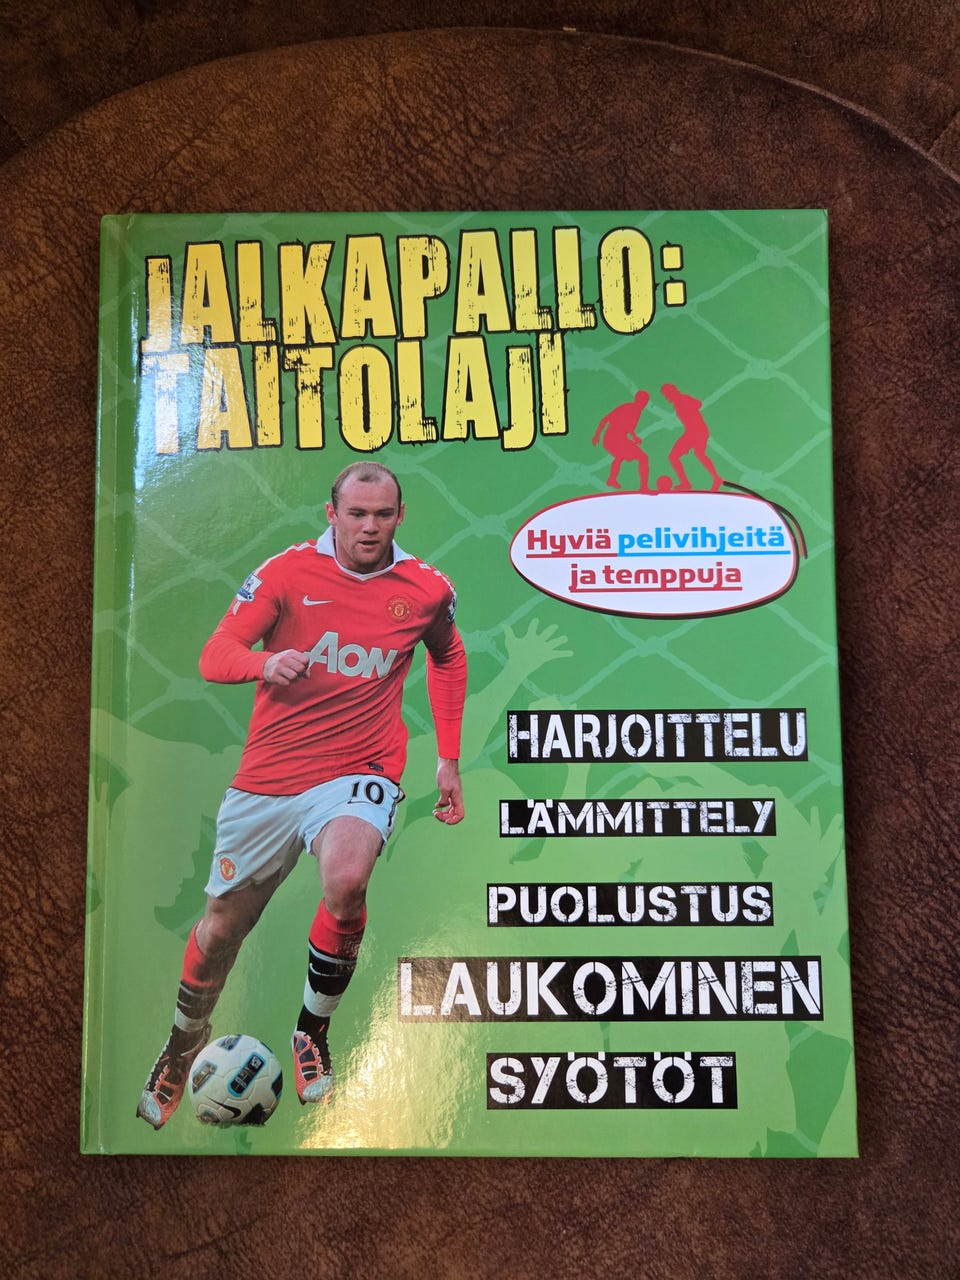 JALKAPALLO:
TAITOLAJI
Hyviä pelivihjeitä
ja temppuja
AON
10
HARJOITTELU
LÄMMITTELY
PUOLUSTUS
LAUKOMINEN
SYÖTÖT